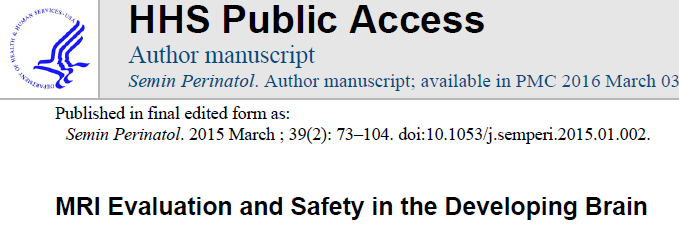 DEPARTMENT OF HEALTH & HUMAN SERVICES • USA
HHS Public Access
Author manuscript
Semin Perinatol. Author manuscript; available in PMC 2016 March 03
Published in final edited form as:
Semin Perinatol. 2015 March ; 39(2): 73–104. doi:10.1053/j.semperi.2015.01.002.
MRI Evaluation and Safety in the Developing Brain